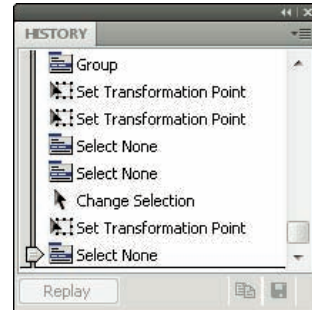 HISTORY
Group
Set Transformation Point
Set Transformation Point
Select None
Select None
Change Selection
Set Transformation Point
Select None
Replay